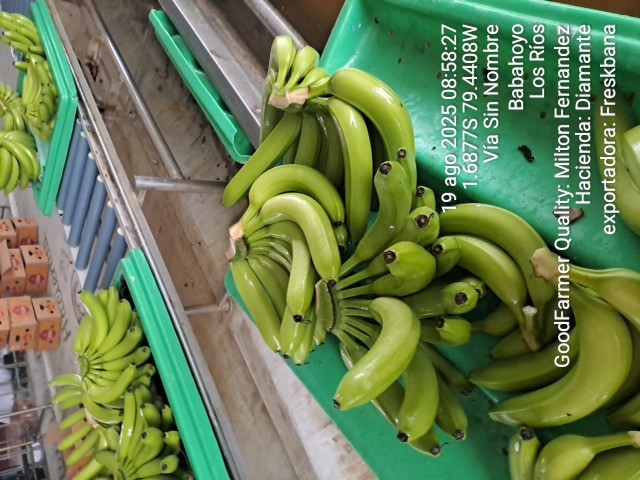 19 ago 2025 08:58:27
1.6877S 79.4408W
Vía Sin Nombre
Babahoyo
Los Ríos
GoodFarmer Quality: Milton Fernandez
Hacienda: Diamante
exportadora: Freskbana